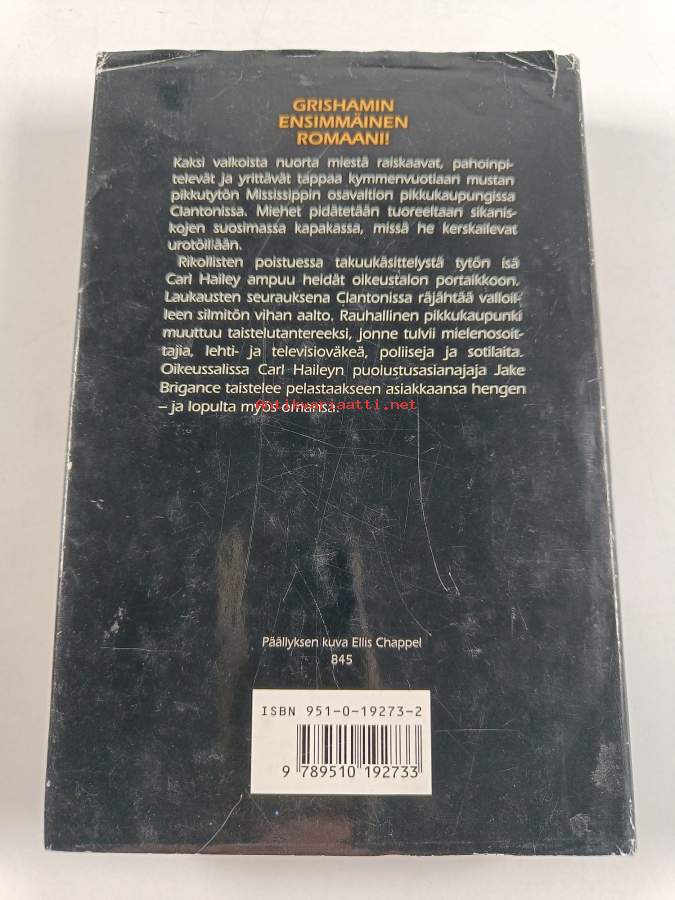 GRISHAMIN
ENSIMMÄINEN
ROMAANI!
Kaksi valkoista nuorta miestä raiskaavat, pahoinpi-
televät ja yrittävät tappaa kymmenvuotiaan mustan
pikkutytön Mississippin osavaltion pikkukaupungissa
Clantonissa. Miehet pidätetään tuoreeltaan sikanis-
kojen suosimassa kapakassa, missä he kerskailevat
urotöillään.
Rikollisten poistuessa takuukäsittelystä tytön isä
Carl Hailey ampuu heidät oikeustalon portaikkoon.
Laukausten seurauksena Clantonissa räjähtää valloil-
leen silmitön vihan aalto. Rauhallinen pikkukaupunki
muuttuu taistelutantereeksi, jonne tulvii mielenosoit-
tajia, lehti- ja televisioväkeä, poliiseja ja sotilaita.
Oikeussalissa Carl Haileyn puolustusasianajaja Jake
Brigance taistelee pelastaakseen asiakkaansa hengen
– ja lopulta myös omansa.
Antikvariaatti.net
Päällyksen kuva Ellis Chappel
845
ISBN 951-0-19273-2
9 789510 192733